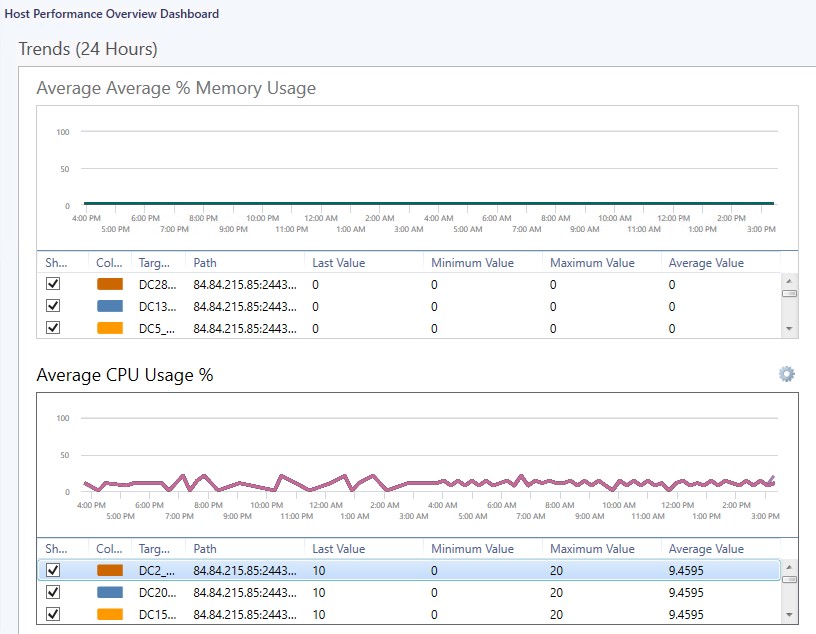 Host Performance Overview Dashboard
Trends (24 Hours)
Average Average % Memory Usage
100
50
0
4:00 PM 6:00 PM 8:00 PM 10:00 PM 12:00 AM 2:00 AM 4:00 AM 6:00 AM 8:00 AM 10:00 AM 12:00 PM 2:00 PM
5:00 PM 7:00 PM 9:00 PM 11:00 PM 1:00 AM 3:00 AM 5:00 AM 7:00 AM 9:00 AM 11:00 AM 1:00 PM 3:00 PM
Sh... Col... Targ... Path Last Value Minimum Value Maximum Value Average Value
DC28... 84.84.215.85:2443... 0 0 0 0
DC13... 84.84.215.85:2443... 0 0 0 0
DC5_... 84.84.215.85:2443... 0 0 0 0
Average CPU Usage %
100
50
0
4:00 PM 6:00 PM 8:00 PM 10:00 PM 12:00 AM 2:00 AM 4:00 AM 6:00 AM 8:00 AM 10:00 AM 12:00 PM 2:00 PM
5:00 PM 7:00 PM 9:00 PM 11:00 PM 1:00 AM 3:00 AM 5:00 AM 7:00 AM 9:00 AM 11:00 AM 1:00 PM 3:00 PM
Sh... Col... Targ... Path Last Value Minimum Value Maximum Value Average Value
DC2_... 84.84.215.85:2443... 10 0 20 9.4595
DC20... 84.84.215.85:2443... 10 0 20 9.4595
DC15... 84.84.215.85:2443... 10 0 20 9.4595